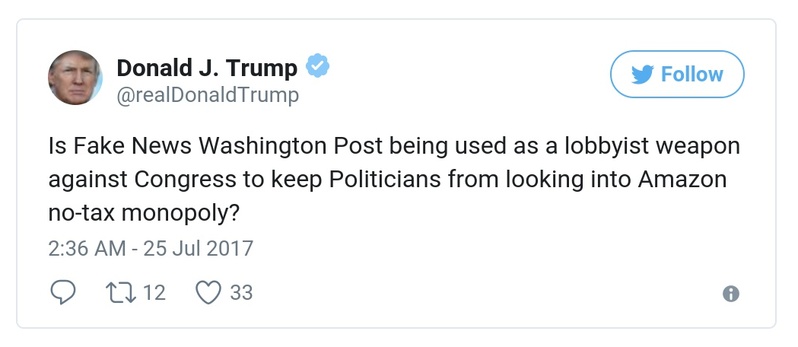 Donald J. Trump
@realDonaldTrump
Follow
Is Fake News Washington Post being used as a lobbyist weapon
against Congress to keep Politicians from looking into Amazon
no-tax monopoly?
2:36 AM - 25 Jul 2017
12 33